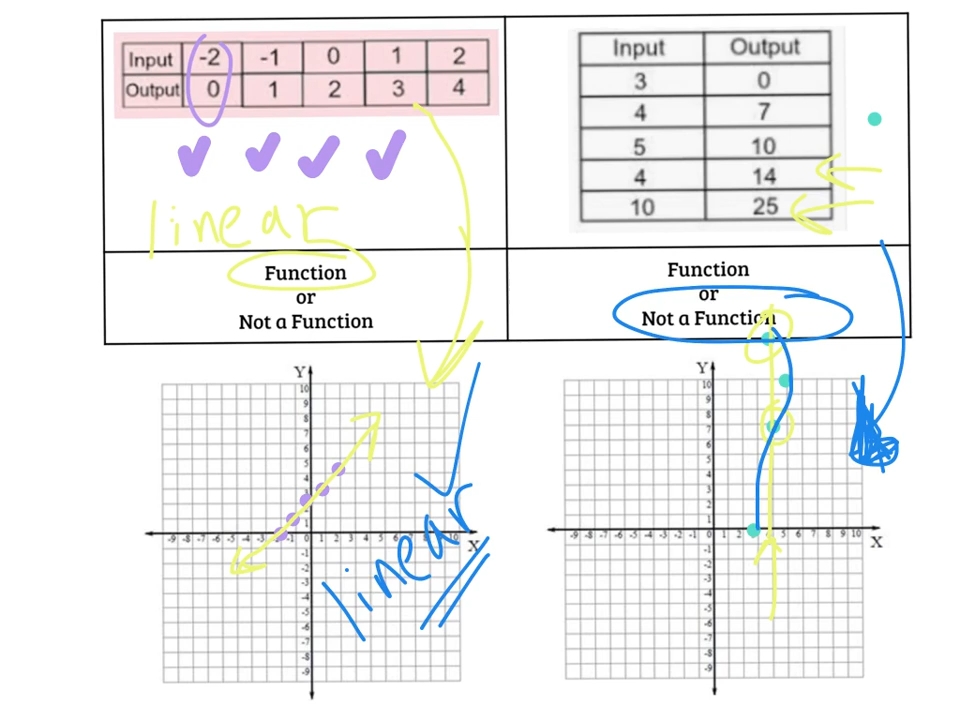 Input -2 -1 0 1 2
Output 0 1 2 3 4
linear
Function
or
Not a Function
Input Output
3 0
4 7
5 10
4 14
10 25
Function
or
Not a Function
Y
10
9
8
7
6
5
4
3
2
1
-9 -8 -7 -6 -5 -4 -3 -2 -1 1 2 3 4 5 6 7 8 10
X
-1
-2
-3
-4
-5
-6
-7
-8
-9
linear
Y
10
9
8
7
5
4
3
2
1
-9 -8 -7 -6 -5 -4 -3 -2 -1 1 2 3 5 6 7 8 9 10
X
-1
-2
-3
-4
-5
-6
-7
-8
-9